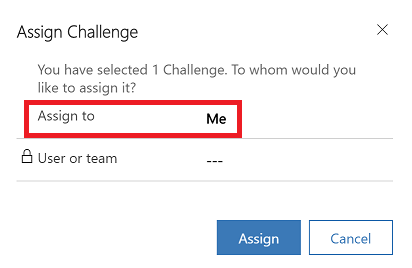 Assign Challenge
You have selected 1 Challenge. To whom would you
like to assign it?
Assign to Me
User or team ---
Assign Cancel